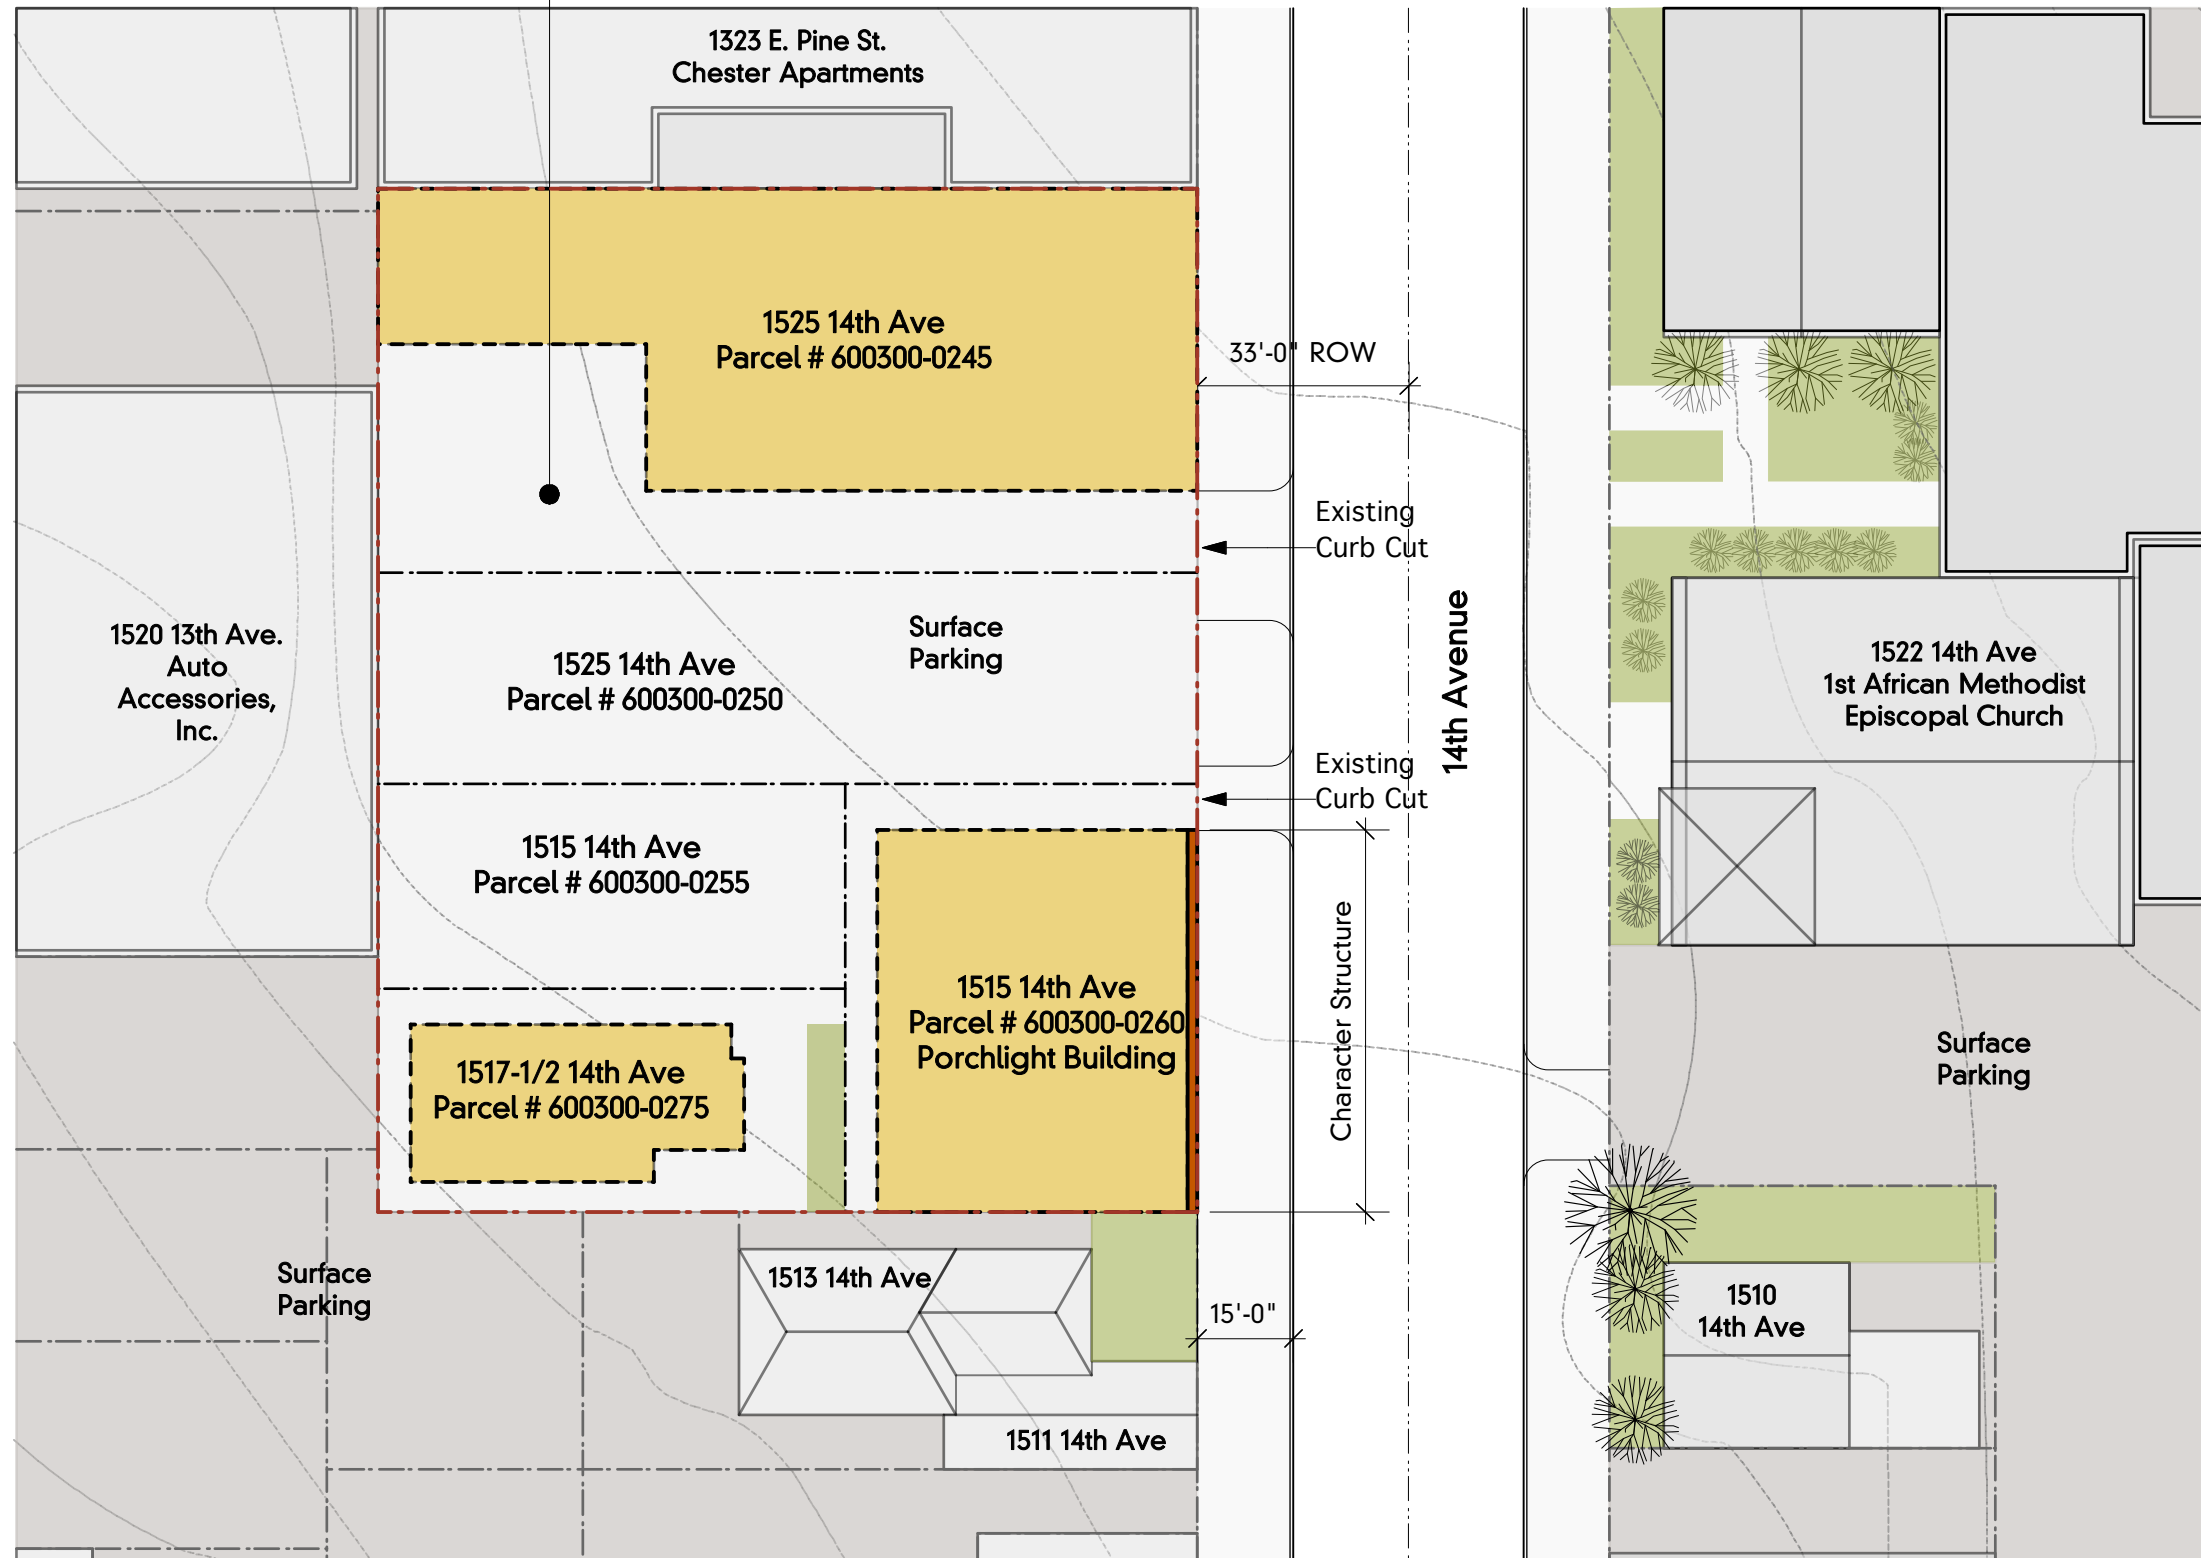 1323 E. Pine St.
Chester Apartments
1525 14th Ave
Parcel # 600300-0245
33'-0" ROW
Existing
Curb Cut
1520 13th Ave.
Auto
Accessories,
Inc.
1525 14th Ave
Parcel # 600300-0250
Surface
Parking
14th Avenue
1522 14th Ave
1st African Methodist
Episcopal Church
Existing
Curb Cut
1515 14th Ave
Parcel # 600300-0255
1515 14th Ave
Parcel # 600300-0260
Porchlight Building
Character Structure
1517-1/2 14th Ave
Parcel # 600300-0275
Surface
Parking
Surface
Parking
1513 14th Ave
15'-0"
1510
14th Ave
1511 14th Ave